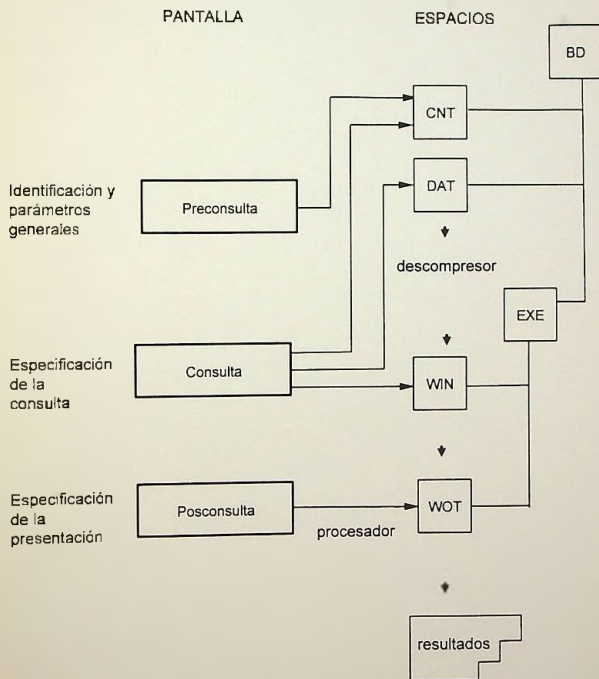 PANTALLA
ESPACIOS
BD
CNT
Identificación y
parámetros
generales
Preconsulta
DAT
descompresor
EXE
Especificación
de la
consulta
Consulta
WIN
Especificación
de la
presentación
Posconsulta
procesador
WOT
resultados